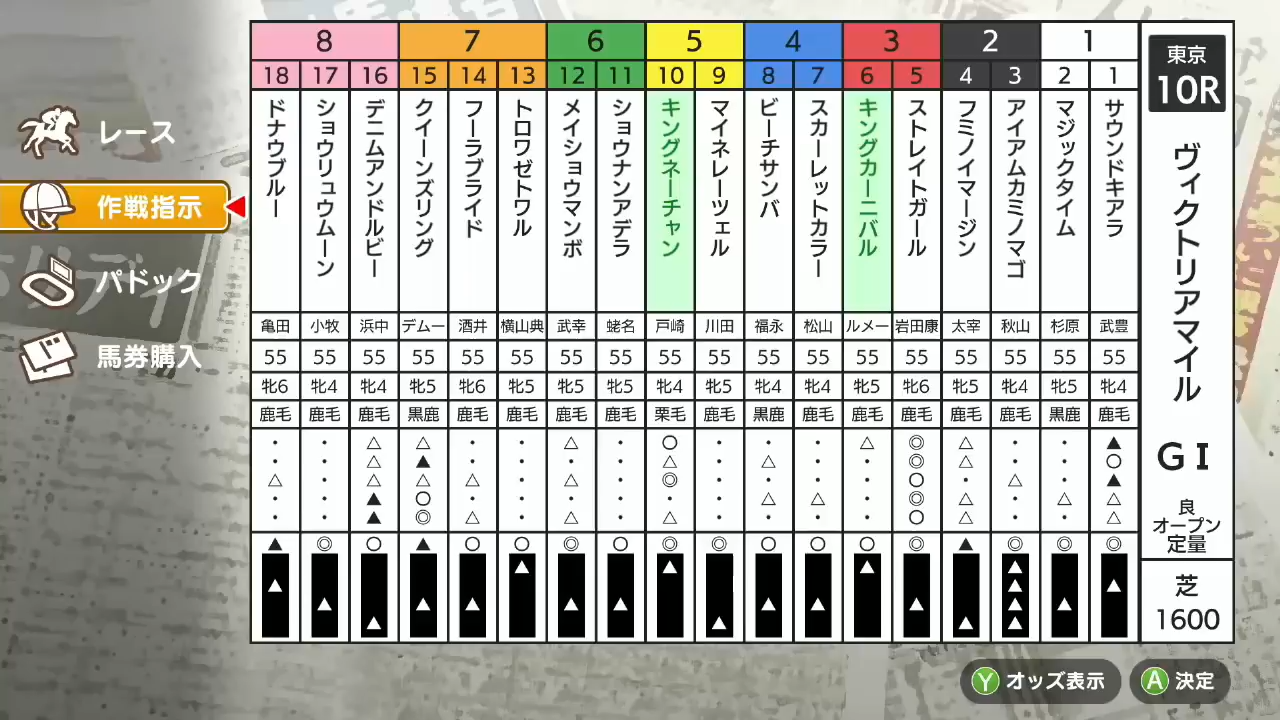 8 7 6 5 4 3 2 1
18 17 16 15 14 13 12 11 10 9 8 7 6 5 4 3 2 1
ドナウブルー
ショウリュウムーン
デニムアンドルビー
クイーンズリング
フーラブライド
トロワゼトワル
メイショウマンボ
ショウナンアデラ
キングネーチャン
マイネレーツェル
ビーチサンバ
スカーレットカラー
キングカーニバル
ストレイトガール
フミノイマージン
アイアムカミノマゴ
マジックタイム
サウンドキアラ
亀田 小牧 浜中 デムー 酒井 横山典 武幸 蛯名 戸崎 川田 福永 松山 ルメー 岩田康 太宰 秋山 杉原 武豊
55 55 55 55 55 55 55 55 55 55 55 55 55 55 55 55 55 55
牝6 牝5 牝4 牝5 牝6 牝5 牝5 牝5 牝4 牝5 牝4 牝4 牝5 牝6 牝5 牝4 牝5 牝4
鹿毛 鹿毛 鹿毛 黒鹿 鹿毛 鹿毛 鹿毛 鹿毛 栗毛 鹿毛 黒鹿 鹿毛 鹿毛 鹿毛 鹿毛 鹿毛 黒鹿 鹿毛
東京
10R
ヴィクトリアマイル
GI
良
オープン
定量
芝
1600
レース
作戦指示
パドック
馬券購入
Y オッズ表示
A 決定